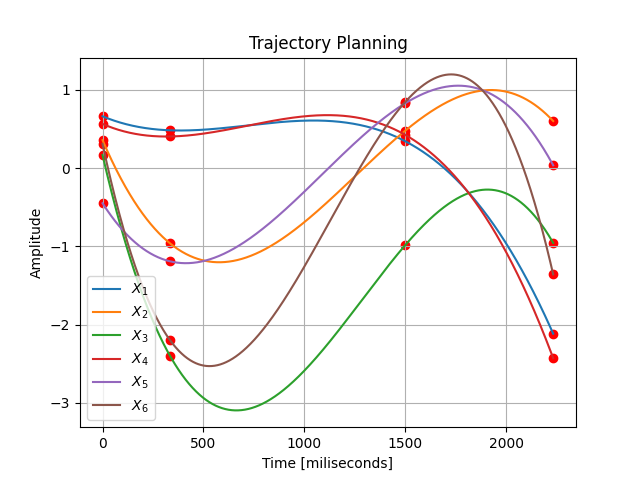 Trajectory Planning
Amplitude
1
0
−1
−2
−3
X₁
X₂
X₃
X₄
X₅
X₆
0 500 1000 1500 2000
Time [miliseconds]